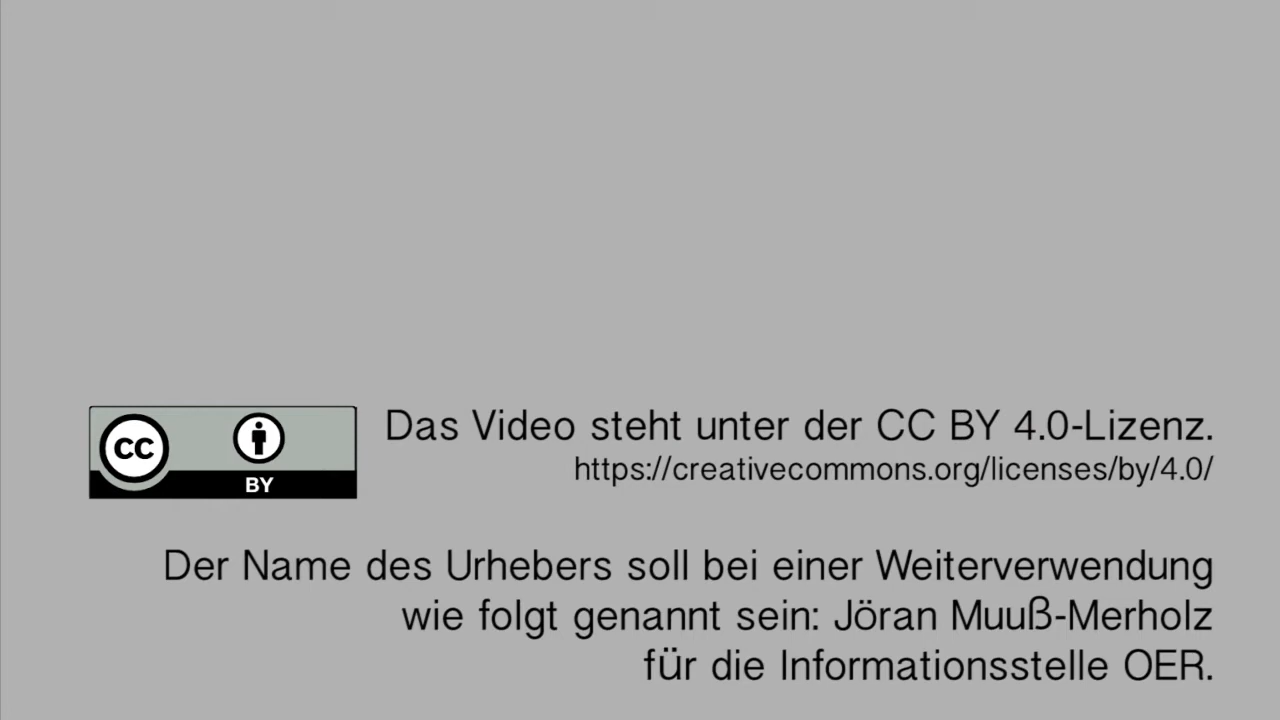 cc
BY
Das Video steht unter der CC BY 4.0-Lizenz.
https://creativecommons.org/licenses/by/4.0/
Der Name des Urhebers soll bei einer Weiterverwendung
wie folgt genannt sein: Jöran Muuß-Merholz
für die Informationsstelle OER.